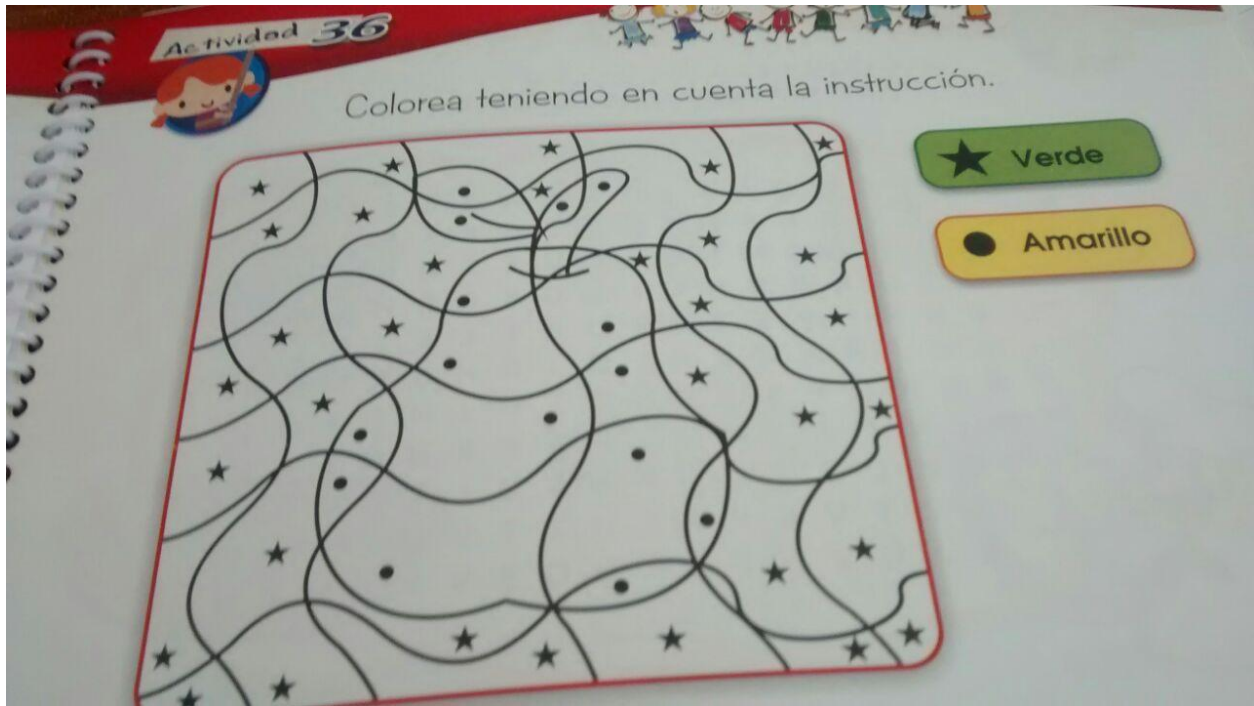 Actividad 36
Colorea teniendo en cuenta la instrucción.
Verde
Amarillo